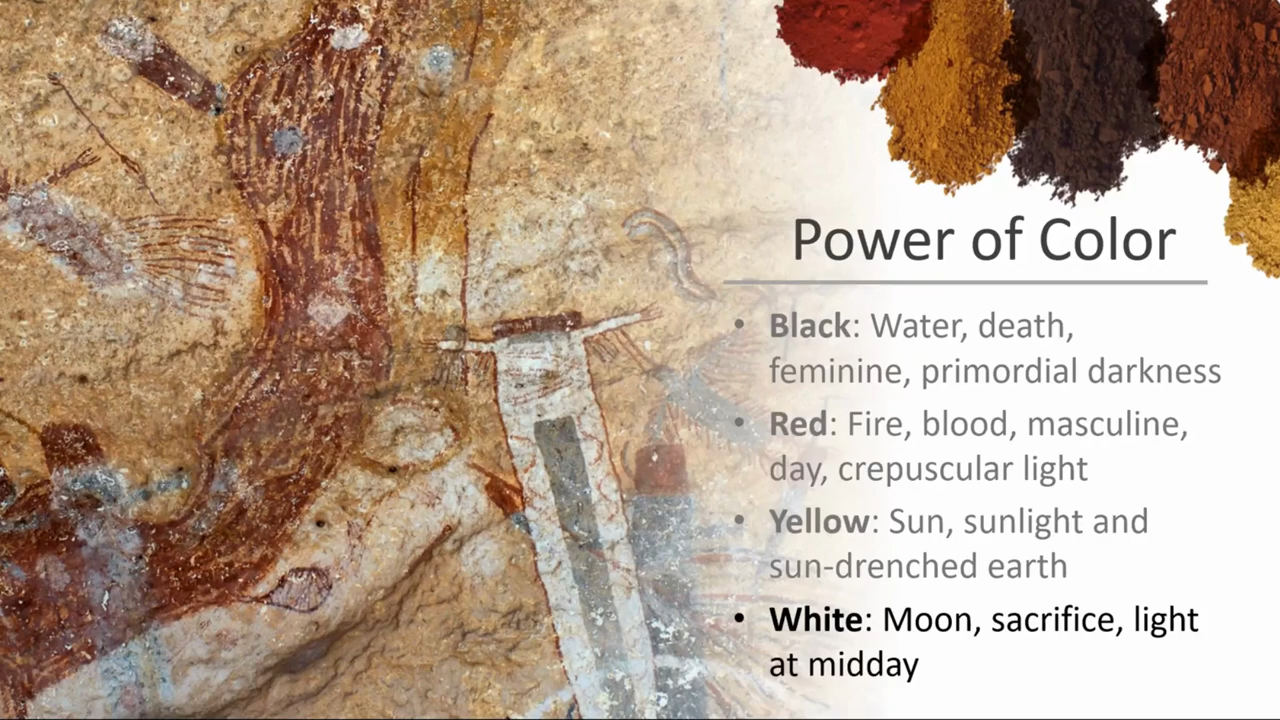 Power of Color
• Black: Water, death,
feminine, primordial darkness
• Red: Fire, blood, masculine,
day, crepuscular light
• Yellow: Sun, sunlight and
sun-drenched earth
• White: Moon, sacrifice, light
at midday